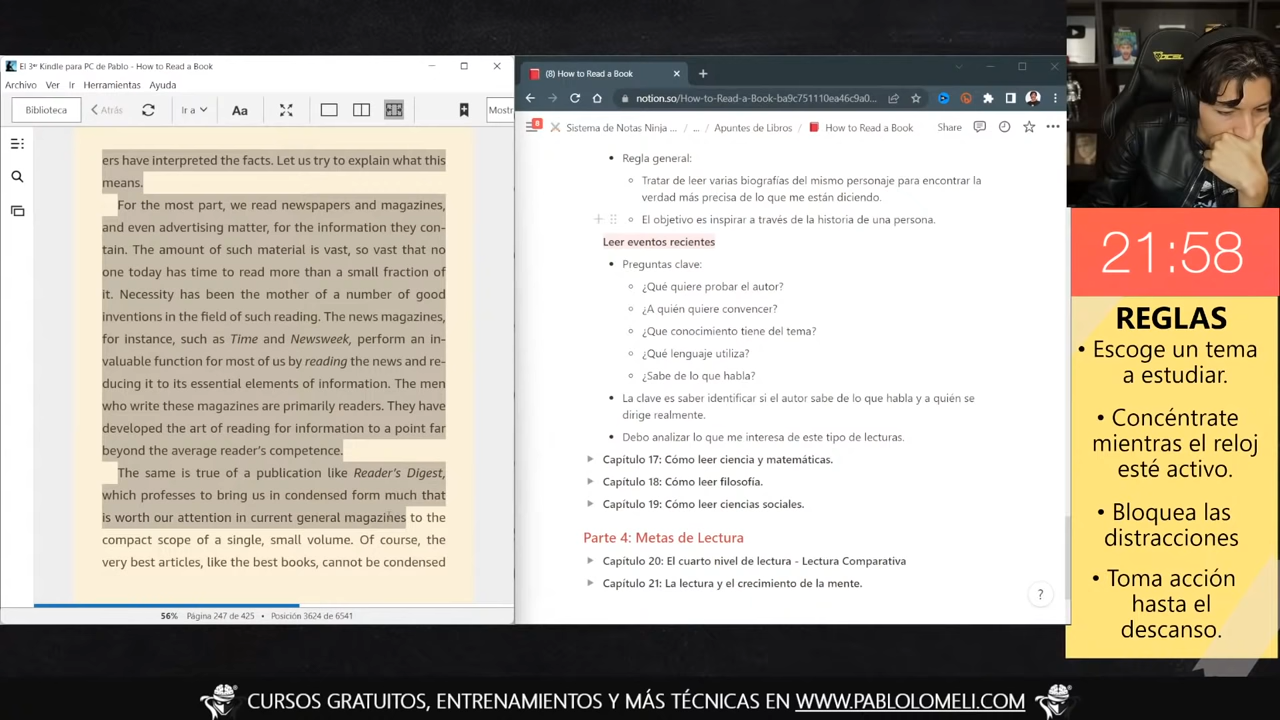 El 3er Kindle para PC de Pablo - How to Read a Book
Archivo Ver Ir Herramientas Ayuda
Biblioteca Atrás Ir a Aa Mostr
ers have interpreted the facts. Let us try to explain what this
means.
For the most part, we read newspapers and magazines,
and even advertising matter, for the information they con-
tain. The amount of such material is vast, so vast that no
one today has time to read more than a small fraction of
it. Necessity has been the mother of a number of good
inventions in the field of such reading. The news magazines,
for instance, such as Time and Newsweek, perform an in-
valuable function for most of us by reading the news and re-
ducing it to its essential elements of information. The men
who write these magazines are primarily readers. They have
developed the art of reading for information to a point far
beyond the average reader's competence.
The same is true of a publication like Reader's Digest,
which professes to bring us in condensed form much that
is worth our attention in current general magazines to the
compact scope of a single, small volume. Of course, the
very best articles, like the best books, cannot be condensed
56% Página 247 de 425 • Posición 3624 de 6541
(8) How to Read a Book
notion.so/How-to-Read-a-Book-ba9c751110ea46c9a0...
8 Sistema de Notas Ninja ... / ... / Apuntes de Libros / How to Read a Book Share
• Regla general:
Tratar de leer varias biografías del mismo personaje para encontrar la
verdad más precisa de lo que me están diciendo.
El objetivo es inspirar a través de la historia de una persona.
Leer eventos recientes
• Preguntas clave:
¿Qué quiere probar el autor?
¿A quién quiere convencer?
¿Que conocimiento tiene del tema?
¿Qué lenguaje utiliza?
¿Sabe de lo que habla?
• La clave es saber identificar si el autor sabe de lo que habla y a quién se
dirige realmente.
• Debo analizar lo que me interesa de este tipo de lecturas.
Capítulo 17: Cómo leer ciencia y matemáticas.
Capítulo 18: Cómo leer filosofía.
Capítulo 19: Cómo leer ciencias sociales.
Parte 4: Metas de Lectura
Capítulo 20: El cuarto nivel de lectura - Lectura Comparativa
Capítulo 21: La lectura y el crecimiento de la mente.
?
21:58
REGLAS
• Escoge un tema
a estudiar.
• Concéntrate
mientras el reloj
esté activo.
• Bloquea las
distracciones
• Toma acción
hasta el
descanso.
CURSOS GRATUITOS, ENTRENAMIENTOS Y MÁS TÉCNICAS EN WWW.PABLOLOMELI.COM